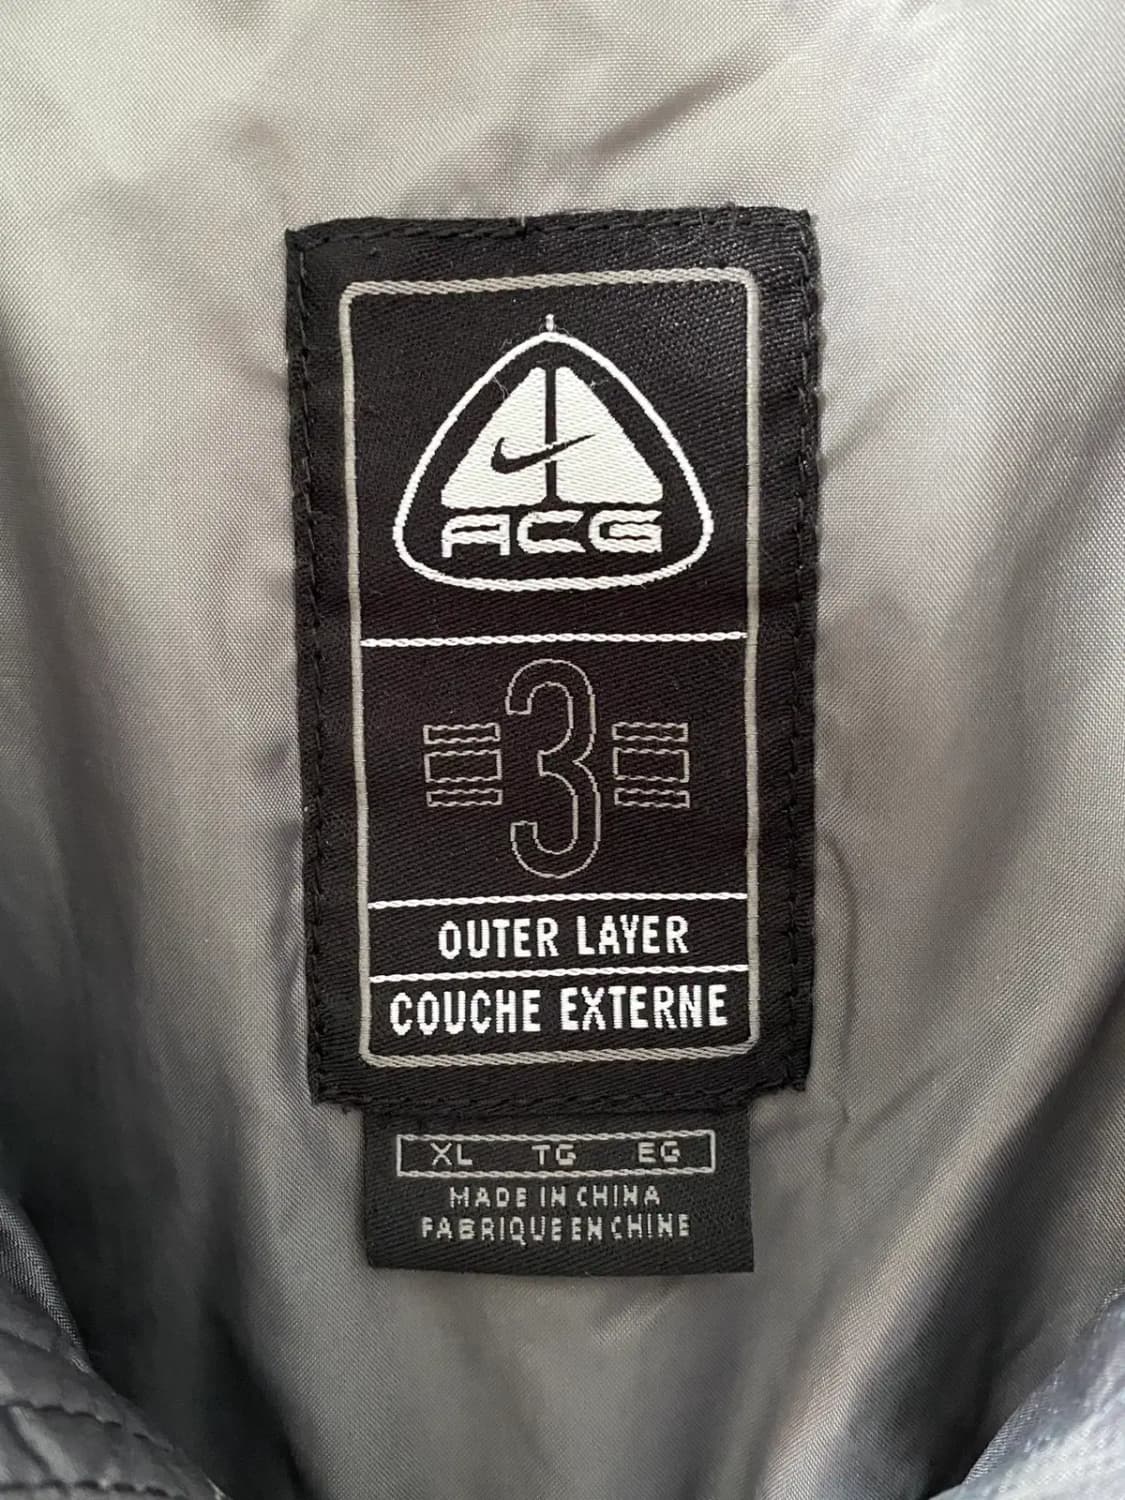 ACG
3
OUTER LAYER
COUCHE EXTERNE
XL TG EG
MADE IN CHINA
FABRIQUE EN CHINE